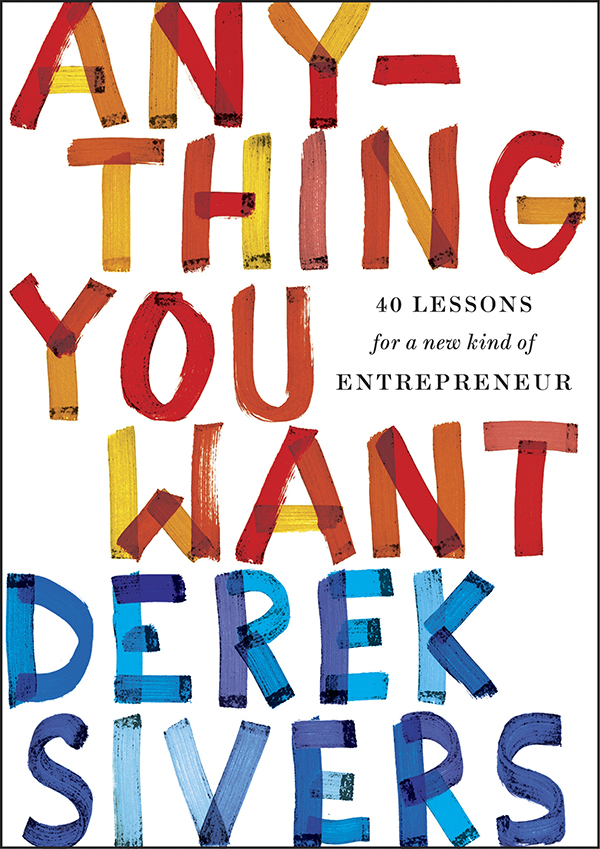 ANY-
THING
YOU
40 LESSONS
for a new kind of
ENTREPRENEUR
WANT
DEREK
SIVERS